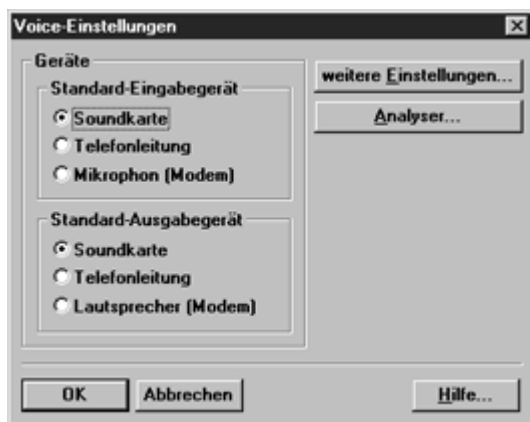 Voice-Einstellungen
Geräte
Standard-Eingabegerät
Soundkarte
Telefonleitung
Mikrophon (Modem)
Standard-Ausgabegerät
Soundkarte
Telefonleitung
Lautsprecher (Modem)
weitere Einstellungen...
Analyser...
OK Abbrechen Hilfe...